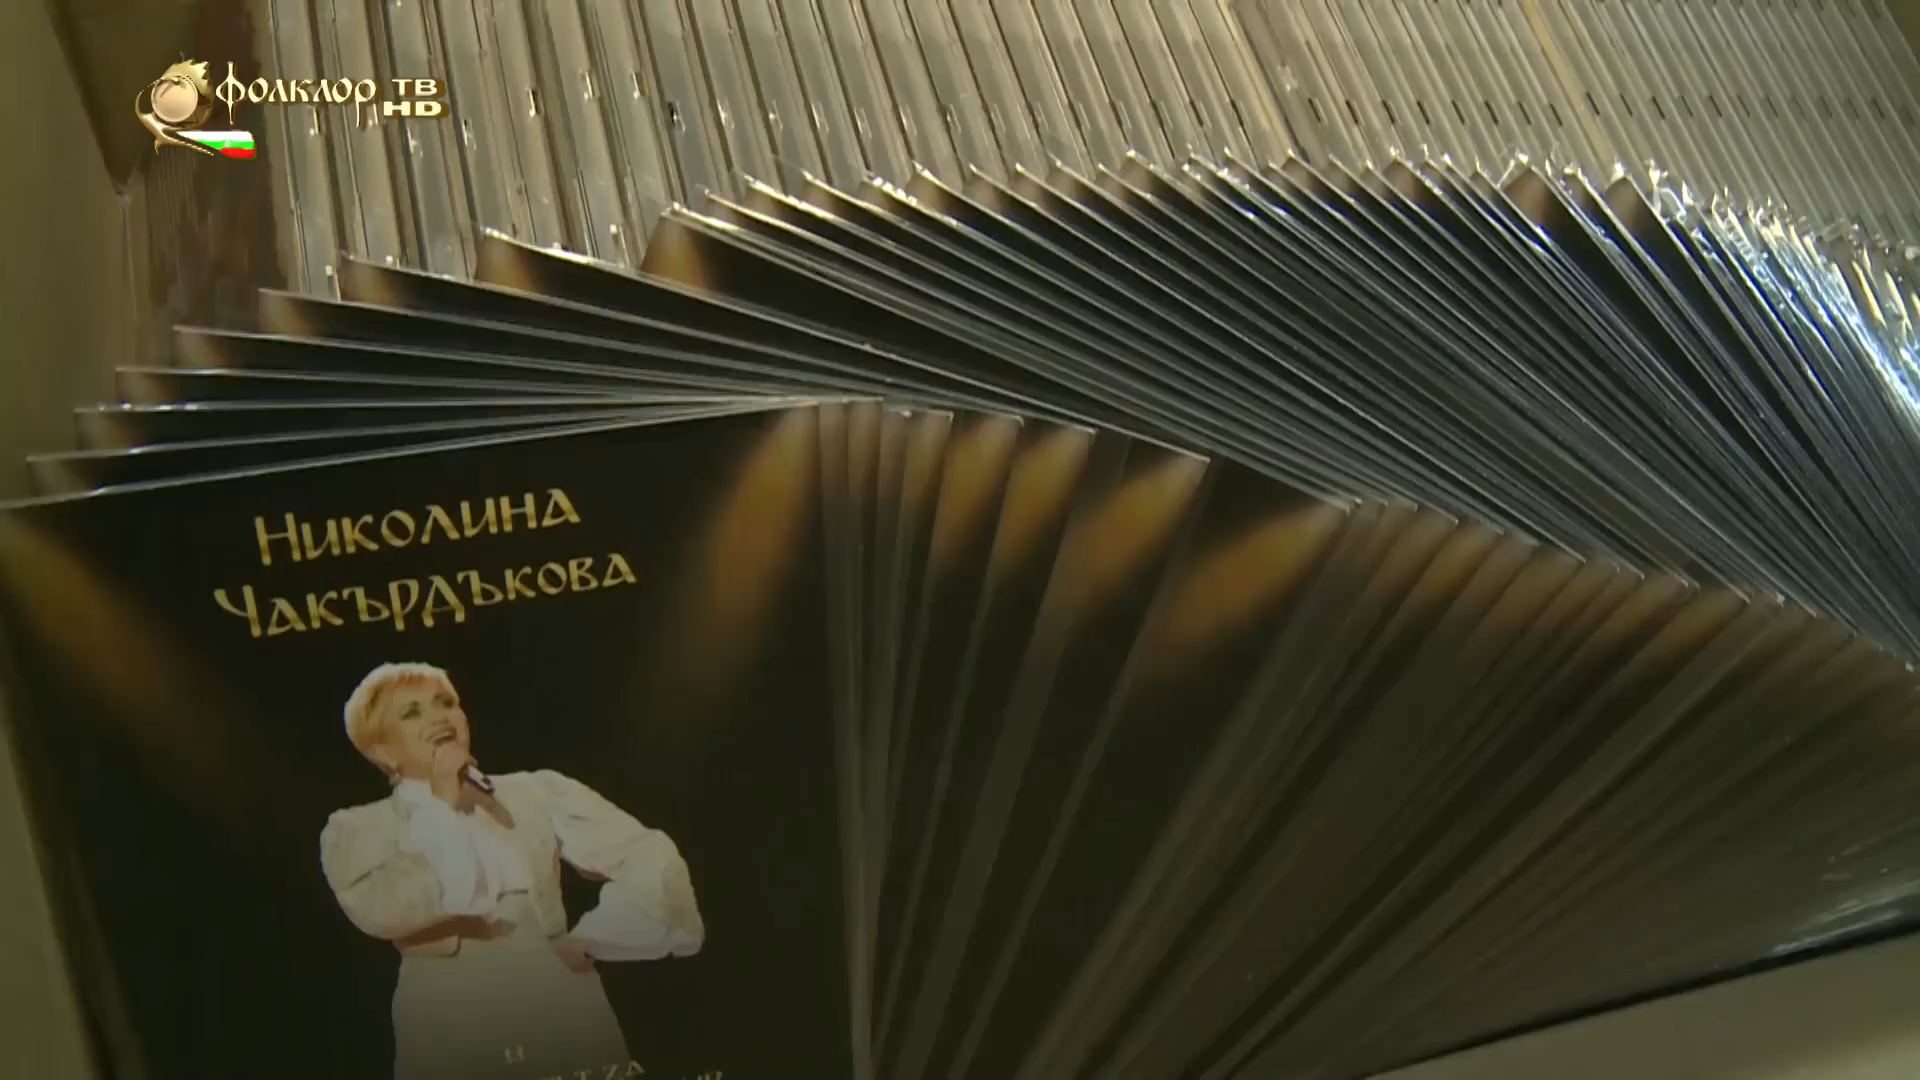 фолклор ТВ
HD
Николина
Чакърдъкова
и